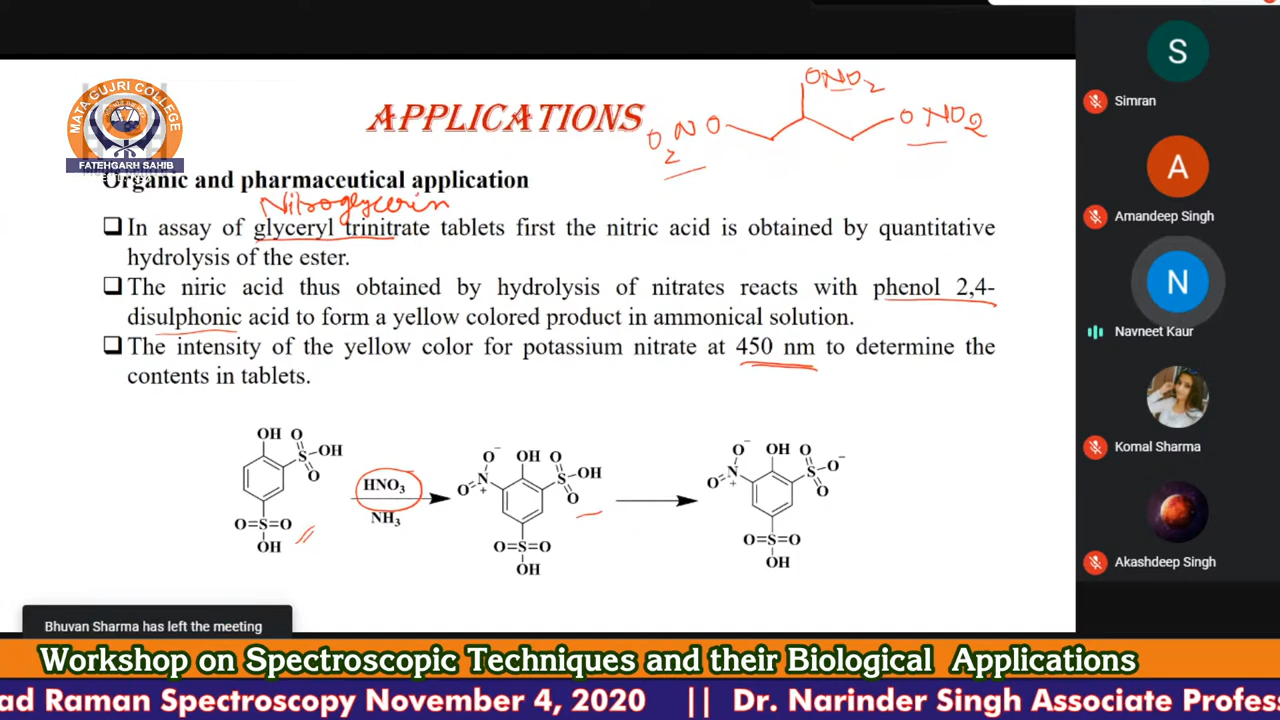 MATA GUJRI COLLEGE
FATEHGARH SAHIB
APPLICATIONS
ONO2
O2NO
ONO2
Organic and pharmaceutical application
Nitroglycerin
❑ In assay of glyceryl trinitrate tablets first the nitric acid is obtained by quantitative
hydrolysis of the ester.
❑ The niric acid thus obtained by hydrolysis of nitrates reacts with phenol 2,4-
disulphonic acid to form a yellow colored product in ammonical solution.
❑ The intensity of the yellow color for potassium nitrate at 450 nm to determine the
contents in tablets.
OH O
S–OH
O
O=S=O
OH
HNO3
NH3
O− OH O
O=N+ S–OH
O
O=S=O
OH
O− OH O
O=N+ S–O−
O
O=S=O
OH
S
Simran
A
Amandeep Singh
N
Navneet Kaur
Komal Sharma
Akashdeep Singh
Bhuvan Sharma has left the meeting
Workshop on Spectroscopic Techniques and their Biological Applications
ad Raman Spectroscopy November 4, 2020 || Dr. Narinder Singh Associate Profes